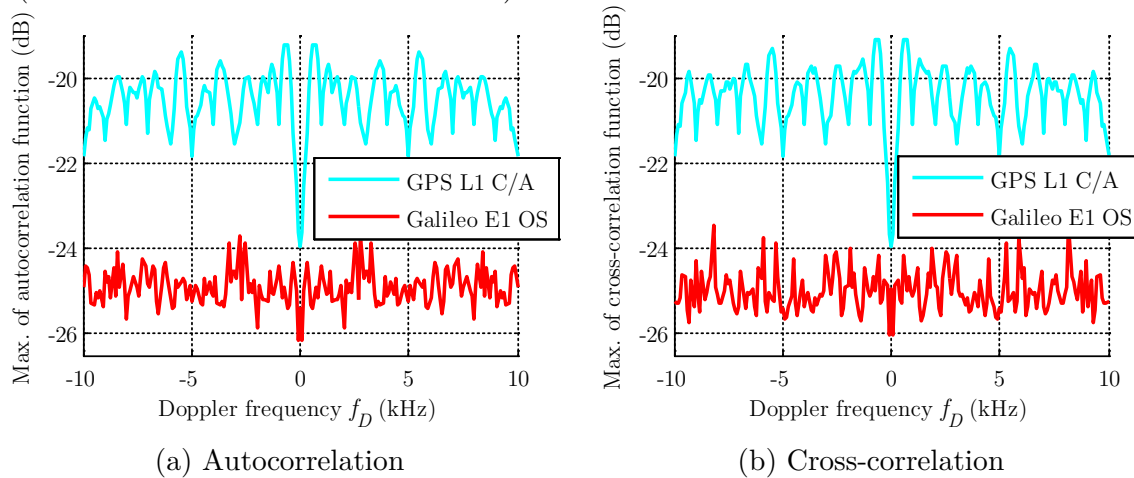 Max. of autocorrelation function (dB)
-20
-22
-24
-26
-10
-5
0
5
10
GPS L1 C/A
Galileo E1 OS
Doppler frequency f_D (kHz)
(a) Autocorrelation
Max. of cross-correlation function (dB)
-20
-22
-24
-26
-10
-5
0
5
10
GPS L1 C/A
Galileo E1 OS
Doppler frequency f_D (kHz)
(b) Cross-correlation